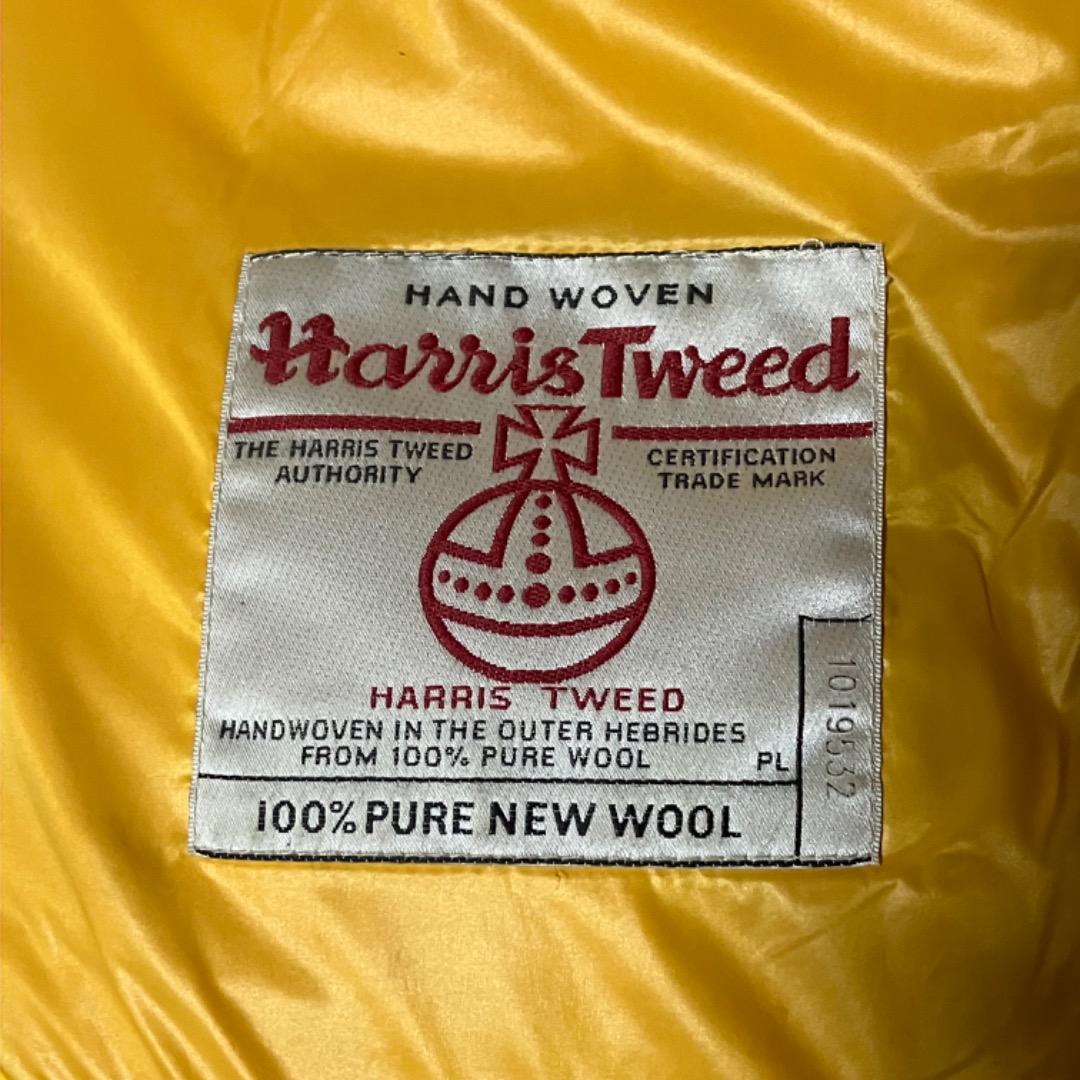 HAND WOVEN
Harris Tweed
THE HARRIS TWEED
AUTHORITY
CERTIFICATION
TRADE MARK
HARRIS TWEED
HANDWOVEN IN THE OUTER HEBRIDES
FROM 100% PURE WOOL
PL
1019532
100% PURE NEW WOOL